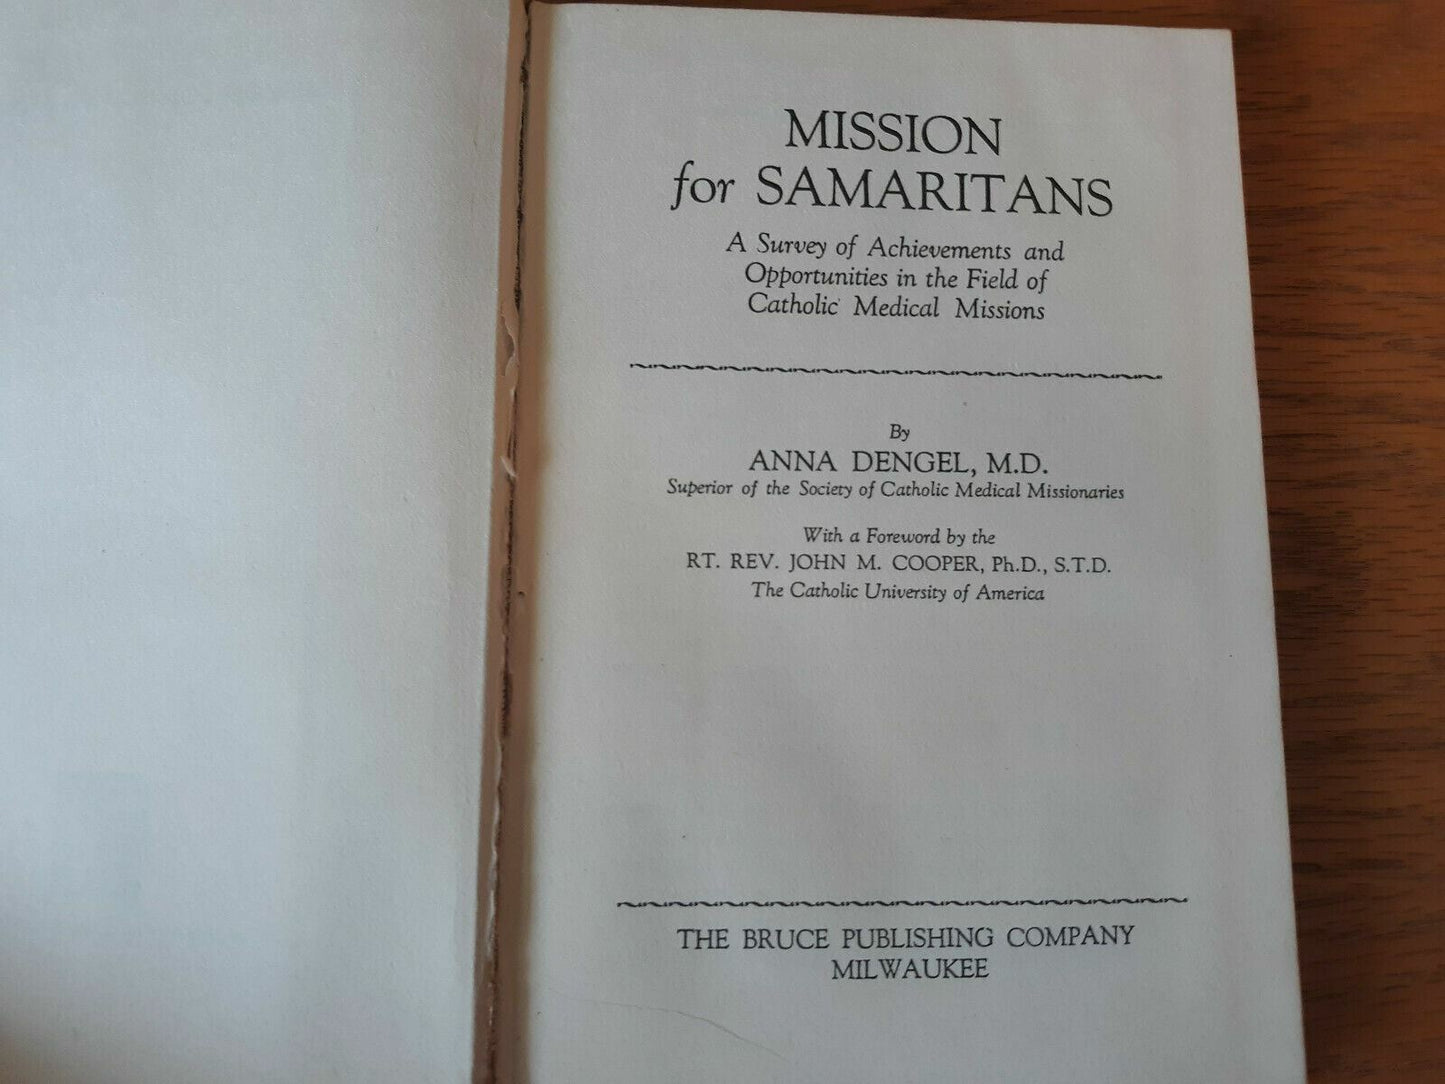 MISSION
for SAMARITANS
A Survey of Achievements and
Opportunities in the Field of
Catholic Medical Missions
By
ANNA DENGEL, M.D.
Superior of the Society of Catholic Medical Missionaries
With a Foreword by the
RT. REV. JOHN M. COOPER, Ph.D., S.T.D.
The Catholic University of America
THE BRUCE PUBLISHING COMPANY
MILWAUKEE